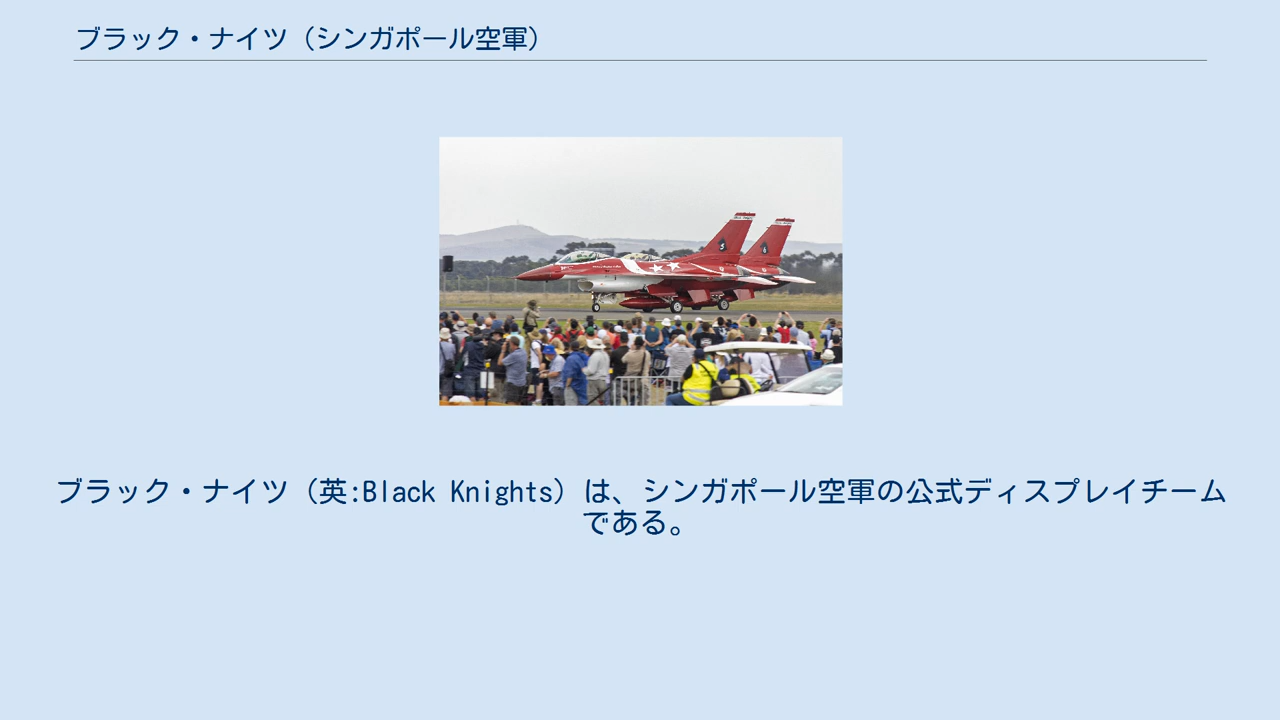 ブラック・ナイツ（シンガポール空軍）
5
6
ブラック・ナイツ（英:Black Knights）は、シンガポール空軍の公式ディスプレイチーム
である。